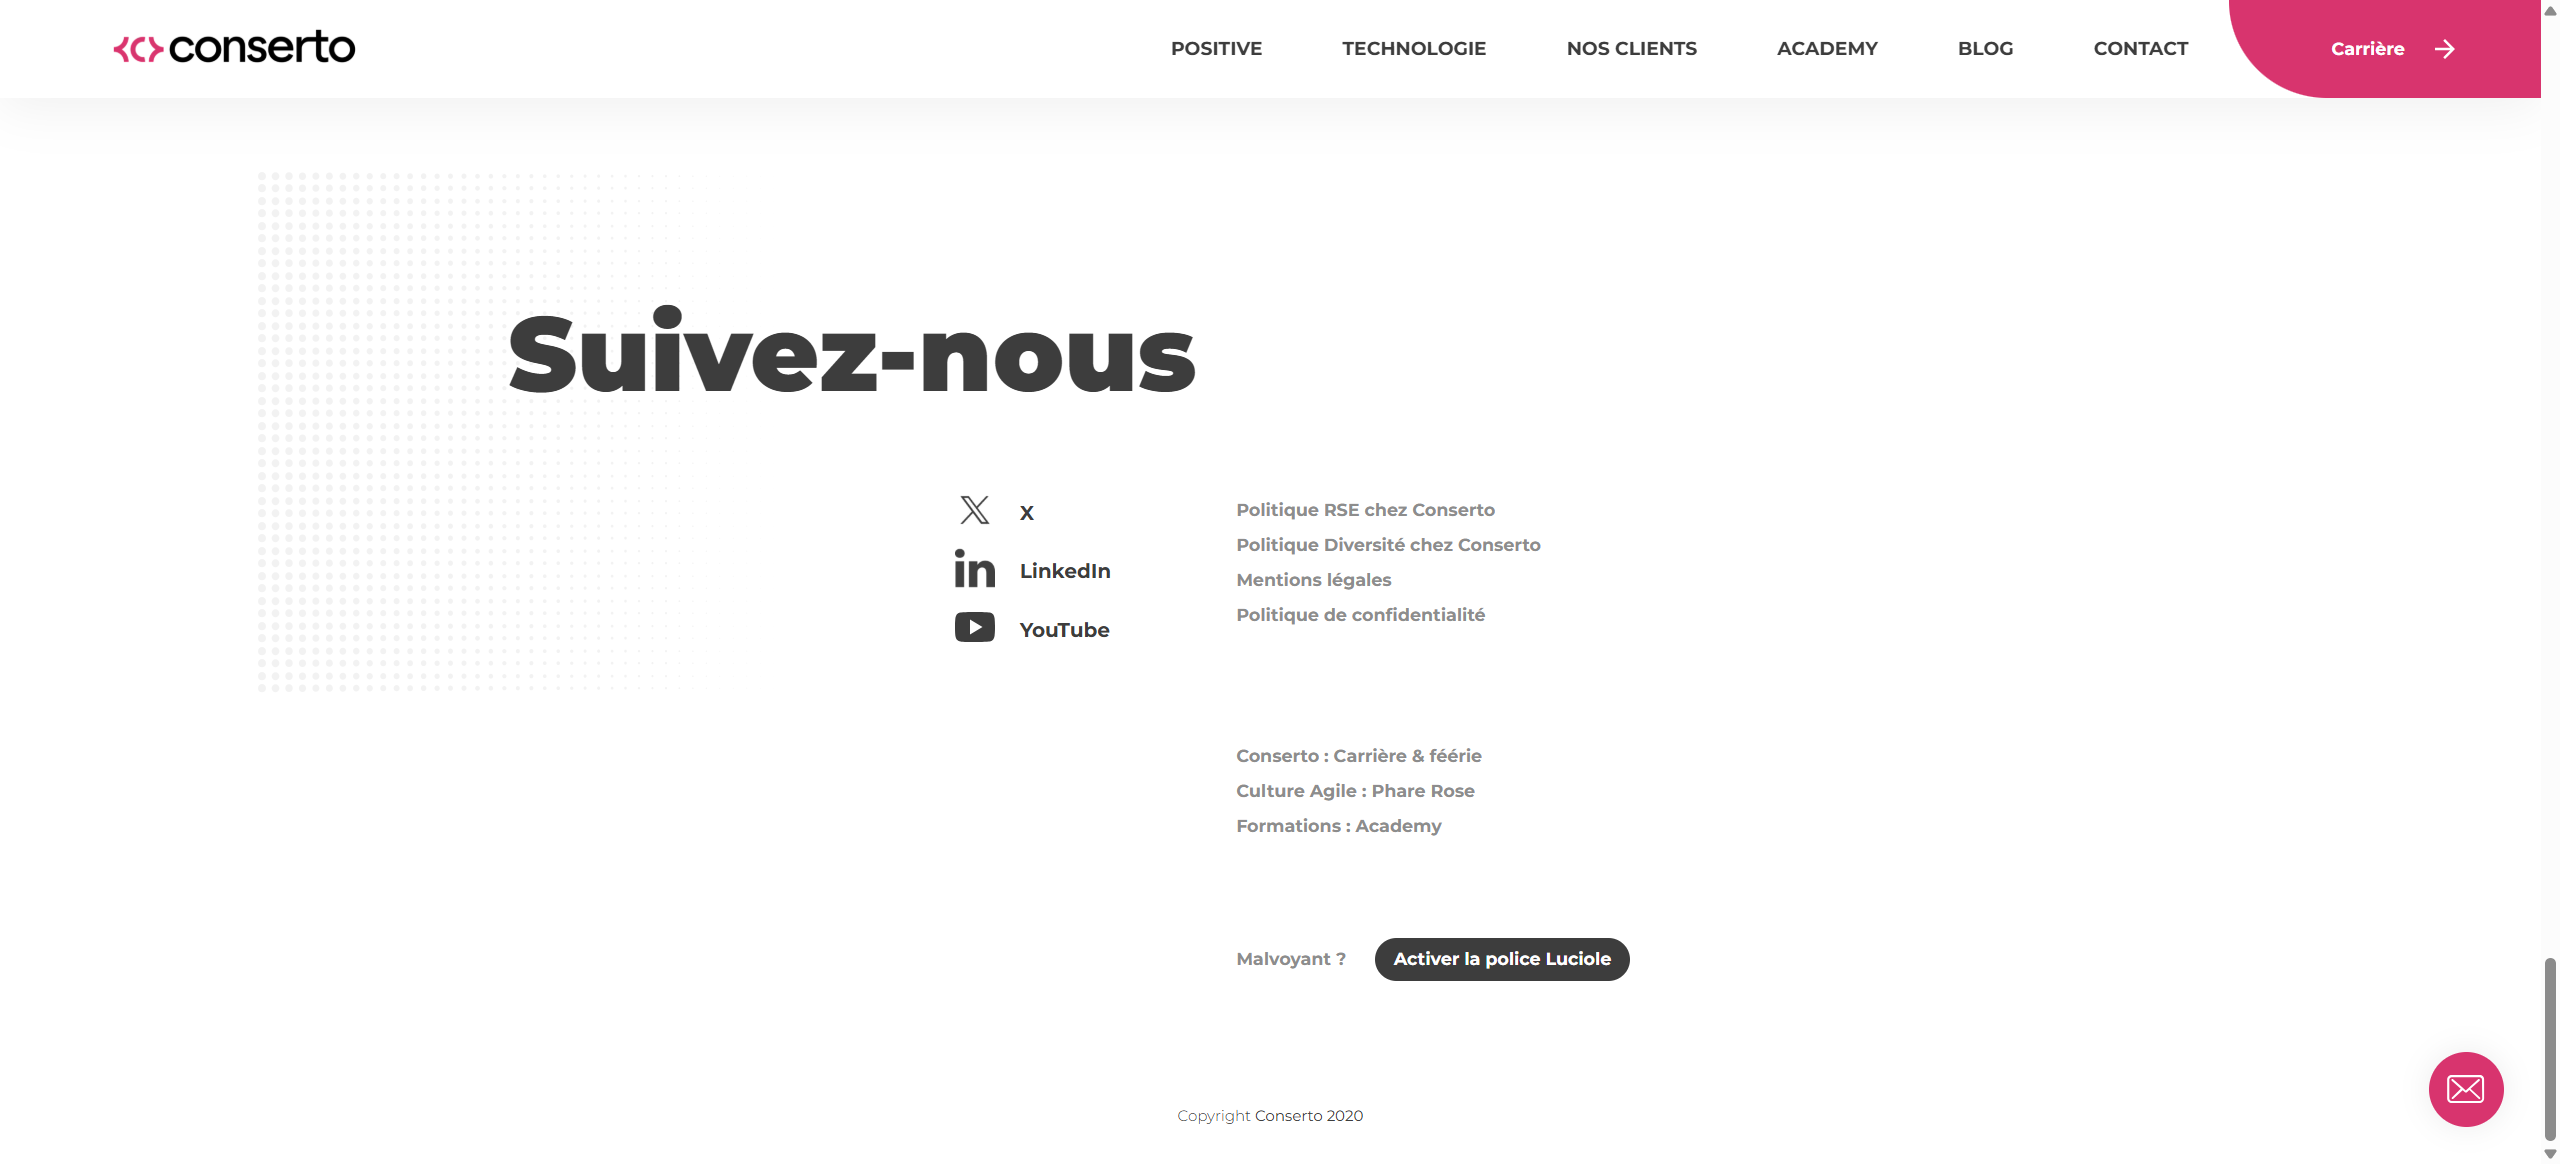 conserto
POSITIVE TECHNOLOGIE NOS CLIENTS ACADEMY BLOG CONTACT Carrière
Suivez-nous
X
LinkedIn
YouTube
Politique RSE chez Conserto
Politique Diversité chez Conserto
Mentions légales
Politique de confidentialité
Conserto : Carrière & féérie
Culture Agile : Phare Rose
Formations : Academy
Malvoyant ? Activer la police Luciole
Copyright Conserto 2020